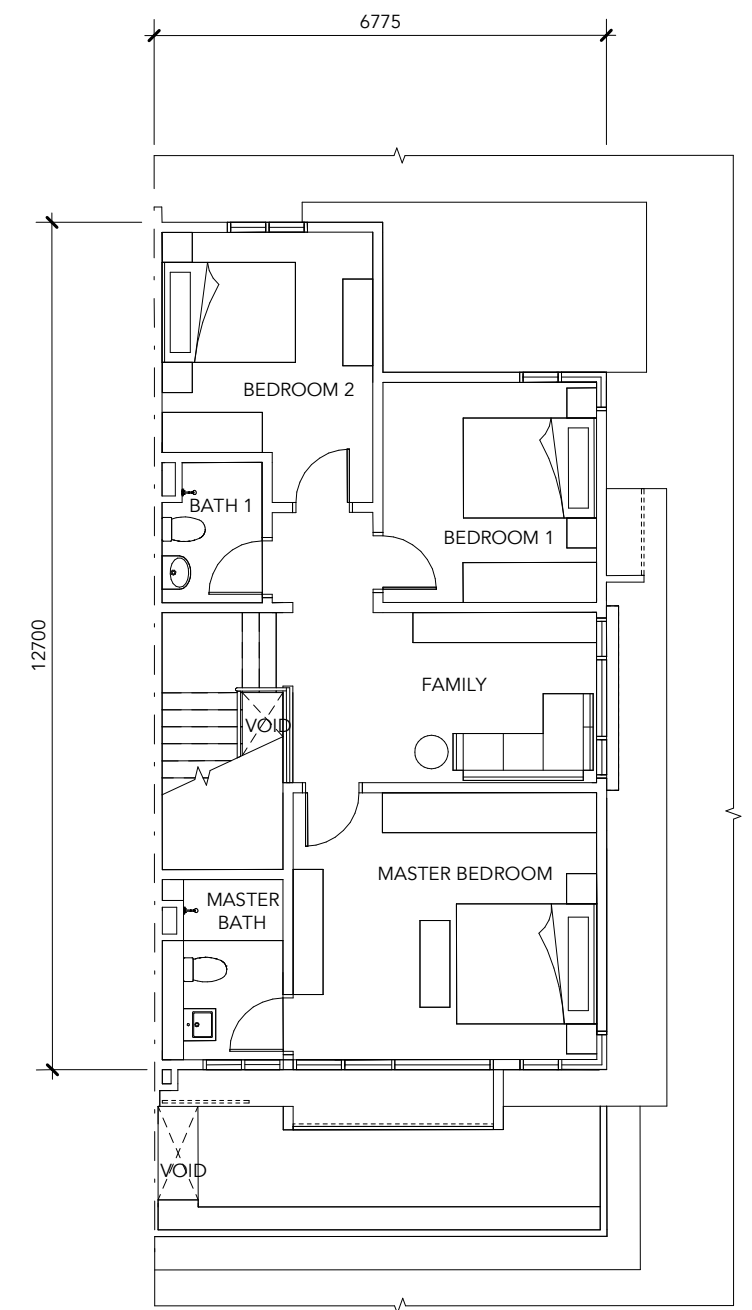 6775
12700
BEDROOM 2
BATH 1
BEDROOM 1
FAMILY
VOID
MASTER BEDROOM
MASTER
BATH
VOID